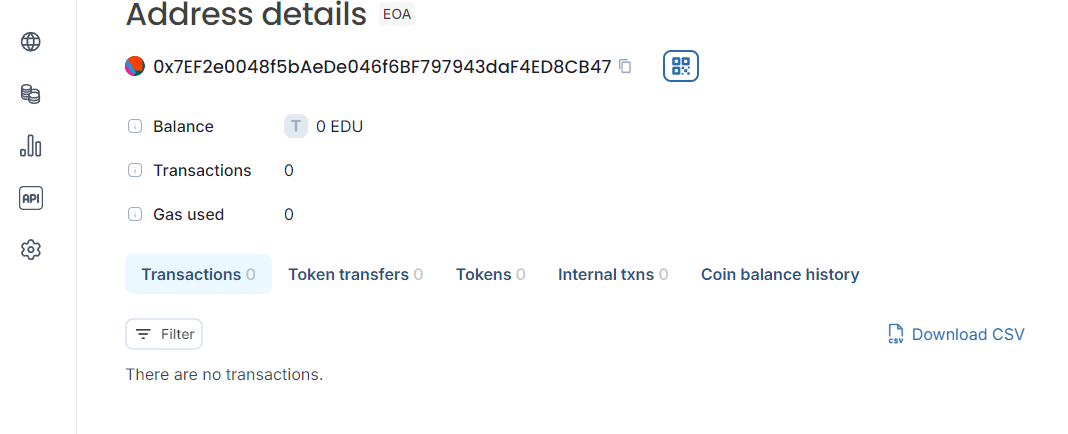 Address details EOA
0x7EF2e0048f5bAeDe046f6BF797943daF4ED8CB47
Balance T 0 EDU
Transactions 0
API
Gas used 0
Transactions 0 Token transfers 0 Tokens 0 Internal txns 0 Coin balance history
Filter CSV Download CSV
There are no transactions.